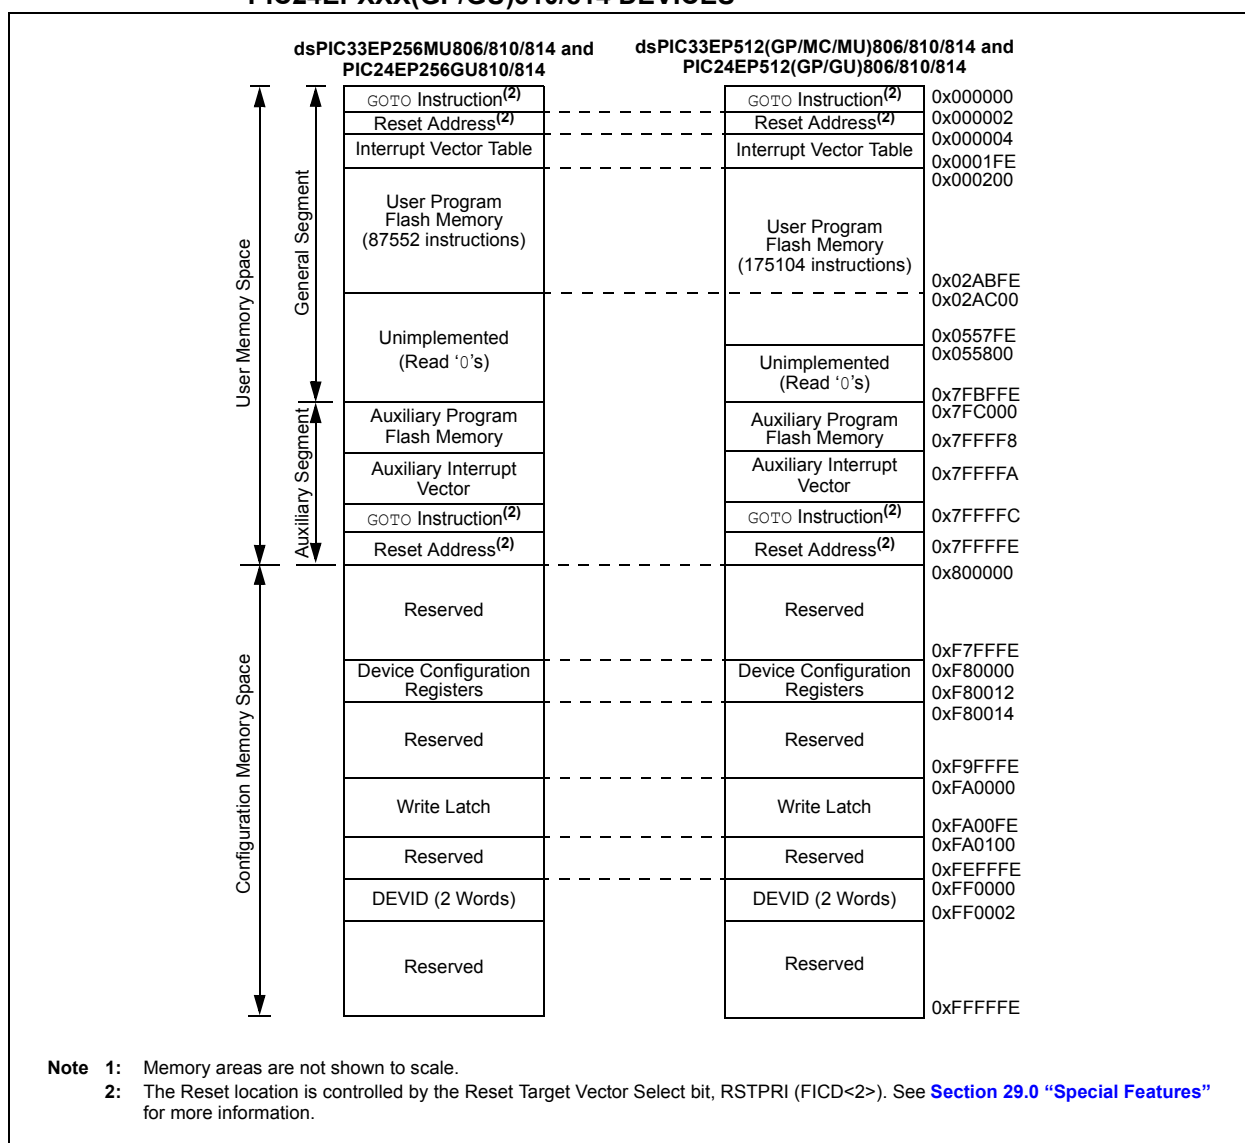 PIC24EPXXX(GP/GU)810/814 DEVICES
dsPIC33EP256MU806/810/814 and
PIC24EP256GU810/814
dsPIC33EP512(GP/MC/MU)806/810/814 and
PIC24EP512(GP/GU)806/810/814
User Memory Space
General Segment
Auxiliary Segment
Configuration Memory Space
GOTO Instruction(2)
Reset Address(2)
Interrupt Vector Table
User Program
Flash Memory
(87552 instructions)
Unimplemented
(Read ‘0’s)
Auxiliary Program
Flash Memory
Auxiliary Interrupt
Vector
GOTO Instruction(2)
Reset Address(2)
Reserved
Device Configuration
Registers
Reserved
Write Latch
Reserved
DEVID (2 Words)
Reserved
GOTO Instruction(2)
Reset Address(2)
Interrupt Vector Table
User Program
Flash Memory
(175104 instructions)
Unimplemented
(Read ‘0’s)
Auxiliary Program
Flash Memory
Auxiliary Interrupt
Vector
GOTO Instruction(2)
Reset Address(2)
Reserved
Device Configuration
Registers
Reserved
Write Latch
Reserved
DEVID (2 Words)
Reserved
0x000000
0x000002
0x000004
0x0001FE
0x000200
0x02ABFE
0x02AC00
0x0557FE
0x055800
0x7FBFFE
0x7FC000
0x7FFFF8
0x7FFFFA
0x7FFFFC
0x7FFFFE
0x800000
0xF7FFFE
0xF80000
0xF80012
0xF80014
0xF9FFFE
0xFA0000
0xFA00FE
0xFA0100
0xFEFFFE
0xFF0000
0xFF0002
0xFFFFFE
Note 1: Memory areas are not shown to scale.
2: The Reset location is controlled by the Reset Target Vector Select bit, RSTPRI (FICD<2>). See Section 29.0 “Special Features”
for more information.